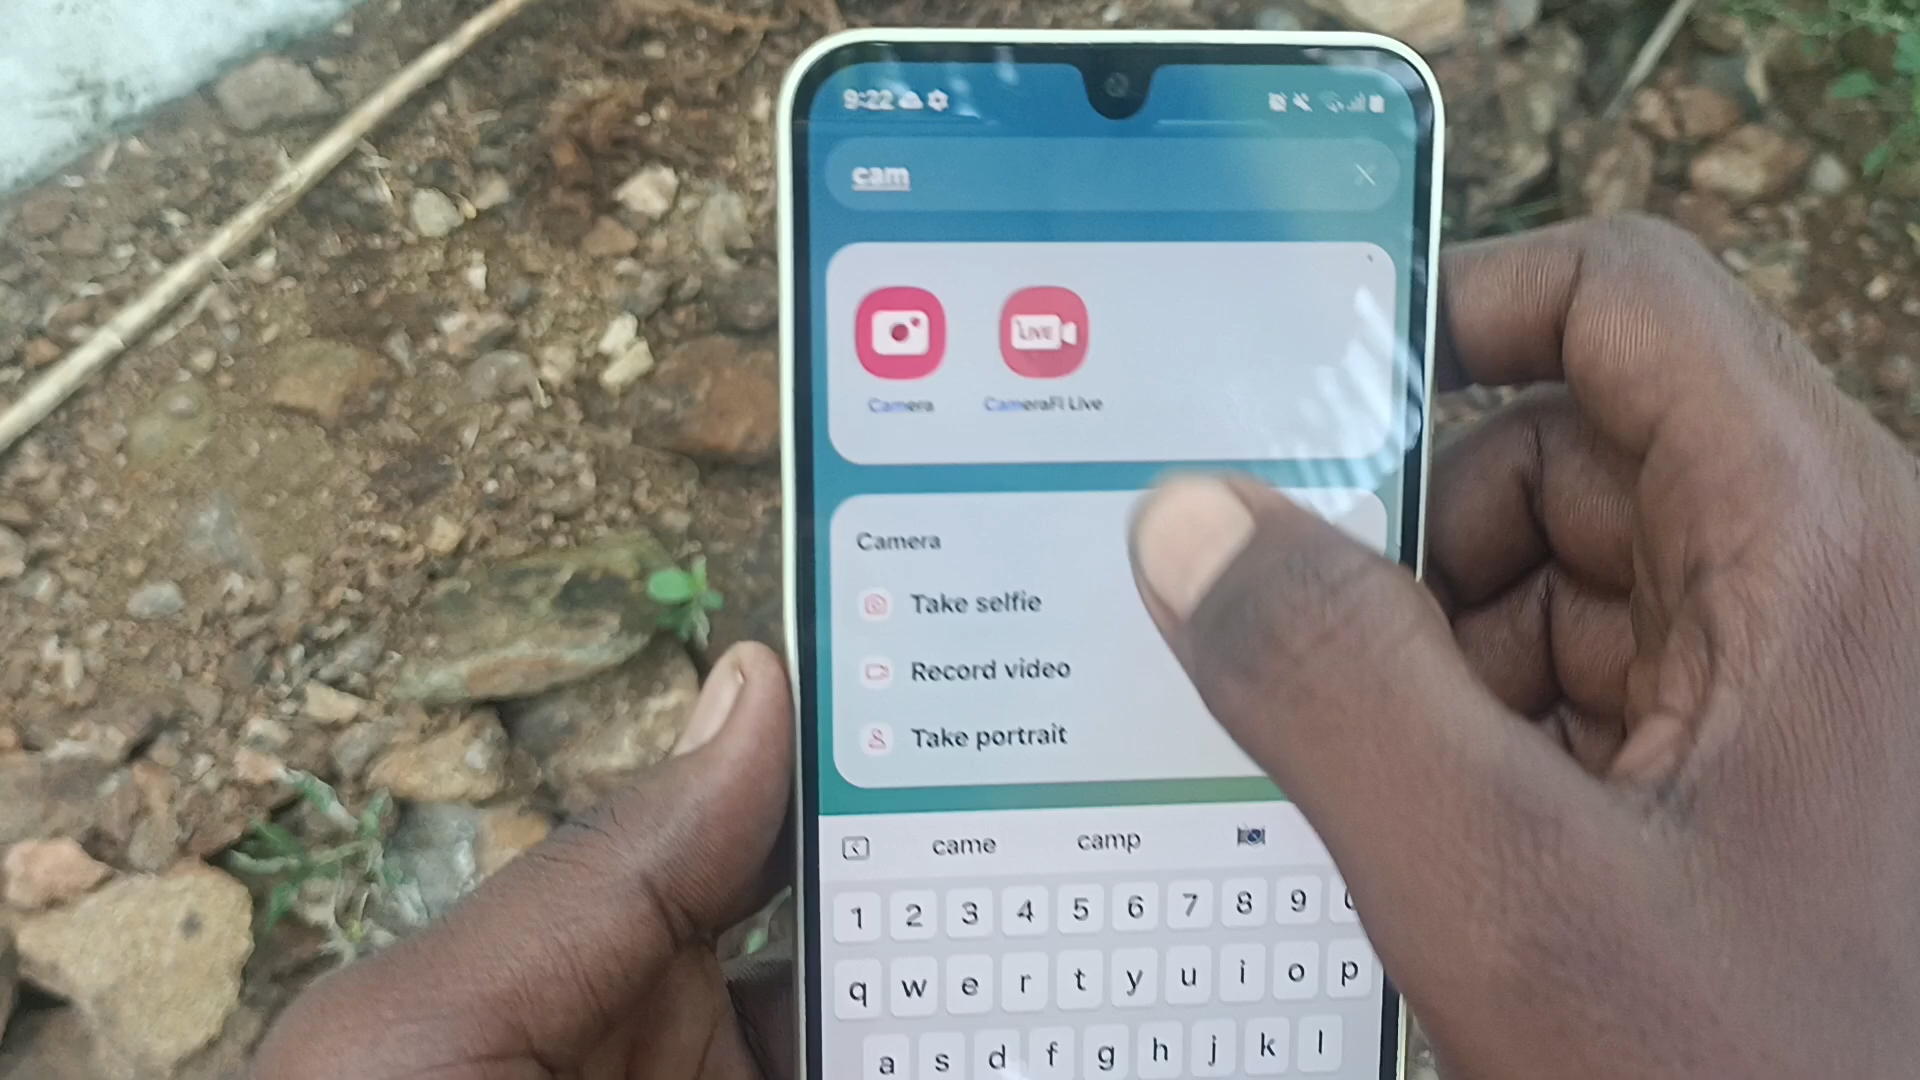 9:22
cam
LIVE
Camera CameraFi Live
Camera
Take selfie
Record video
Take portrait
came camp
1 2 3 4 5 6 7 8 9
q w e r t y u i o p
a s d f g h j k l